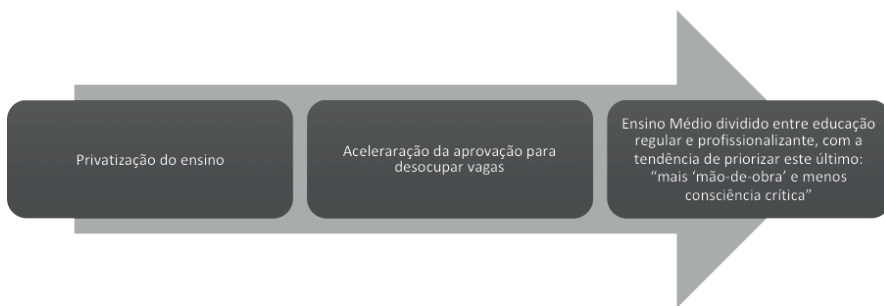 Privatização do ensino
Aceleraração da aprovação para
desocupar vagas
Ensino Médio dividido entre educação
regular e profissionalizante, com a
tendência de priorizar este último:
“mais ‘mão-de-obra’ e menos
consciência crítica”